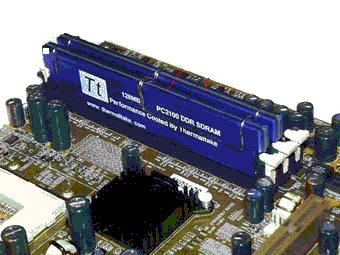 Tt
128MB PC2100 DDR SDRAM
Performance Cooled By Thermaltake
www.thermaltake.com